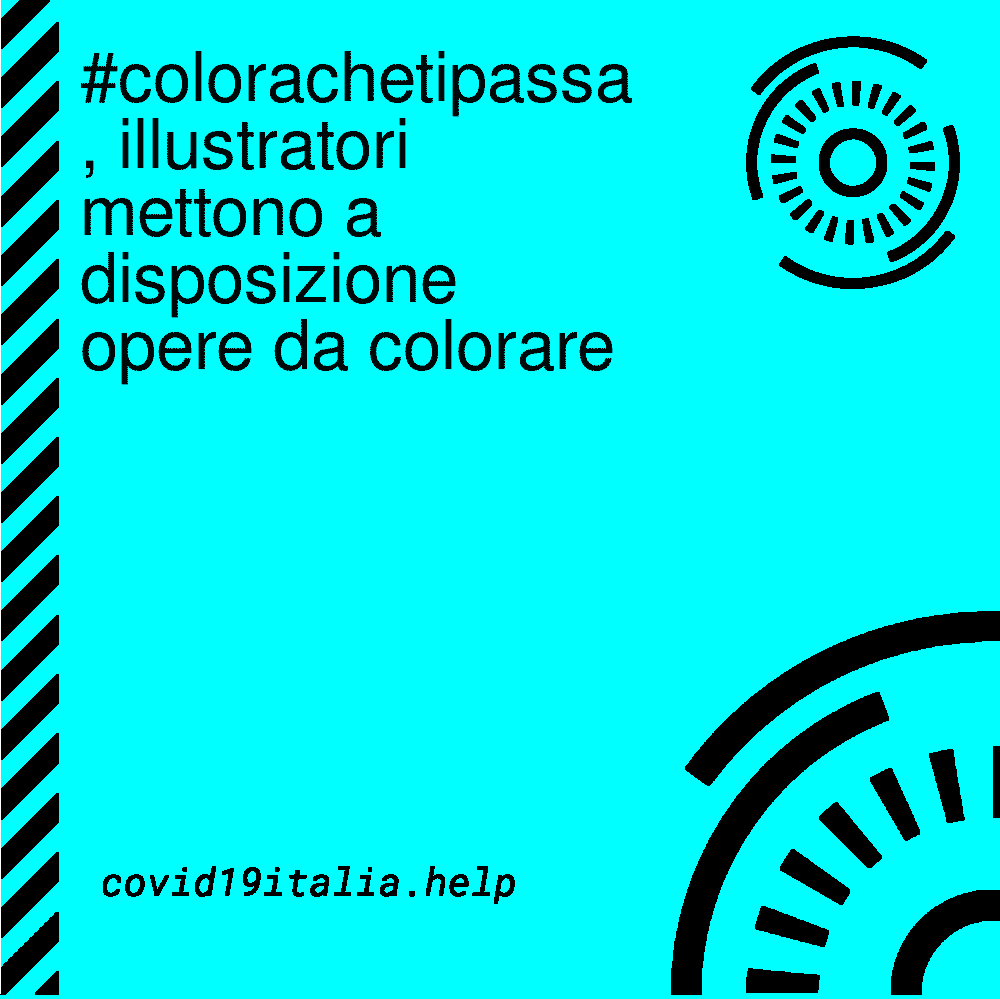 #colorachetipassa
, illustratori
mettono a
disposizione
opere da colorare
covid19italia.help